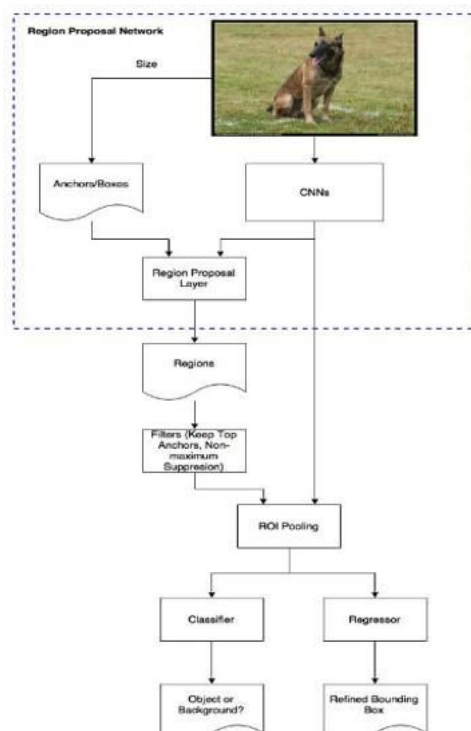 Region Proposal Network
Size
Anchors/Boxes
CNNs
Region Proposal
Layer
Regions
Filters (Keep Top
Anchors, Non-
maximum
Suppresion)
ROI Pooling
Classifier
Regressor
Object or
Background?
Refined Bounding
Box